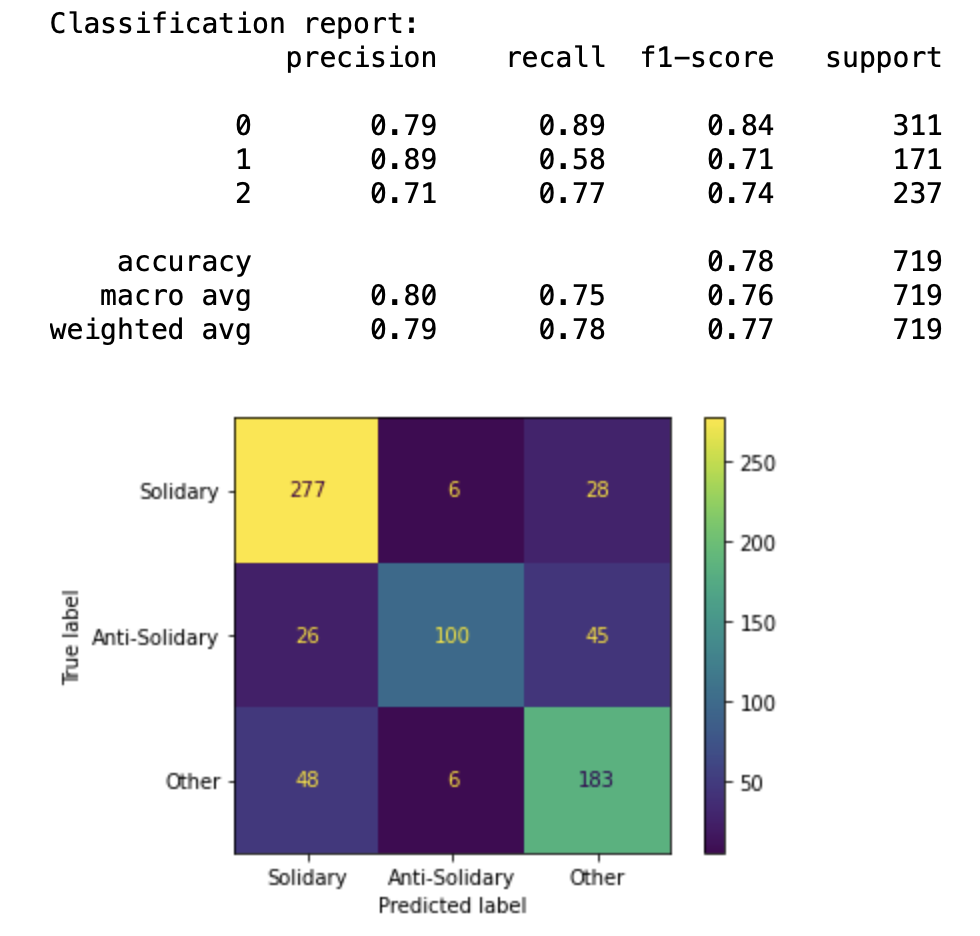 Classification report:
precision recall f1-score support
0 0.79 0.89 0.84 311
1 0.89 0.58 0.71 171
2 0.71 0.77 0.74 237
accuracy 0.78 719
macro avg 0.80 0.75 0.76 719
weighted avg 0.79 0.78 0.77 719
True label
Solidary 277 6 28
Anti-Solidary 26 100 45
Other 48 6 183
Solidary Anti-Solidary Other
Predicted label
250
200
150
100
50